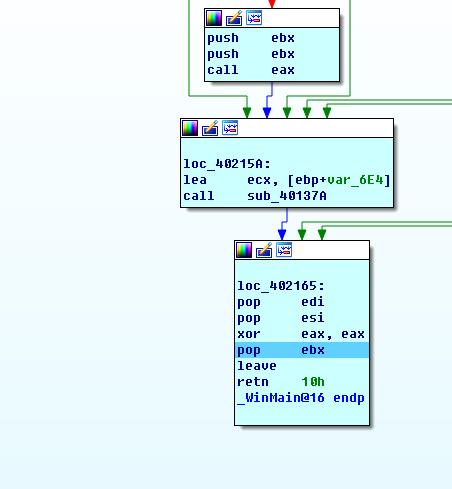 push    ebx
push    ebx
call    eax
loc_40215A:
lea     ecx, [ebp+var_6E4]
call    sub_40137A
loc_402165:
pop     edi
pop     esi
xor     eax, eax
pop     ebx
leave
retn    10h
_WinMain@16 endp